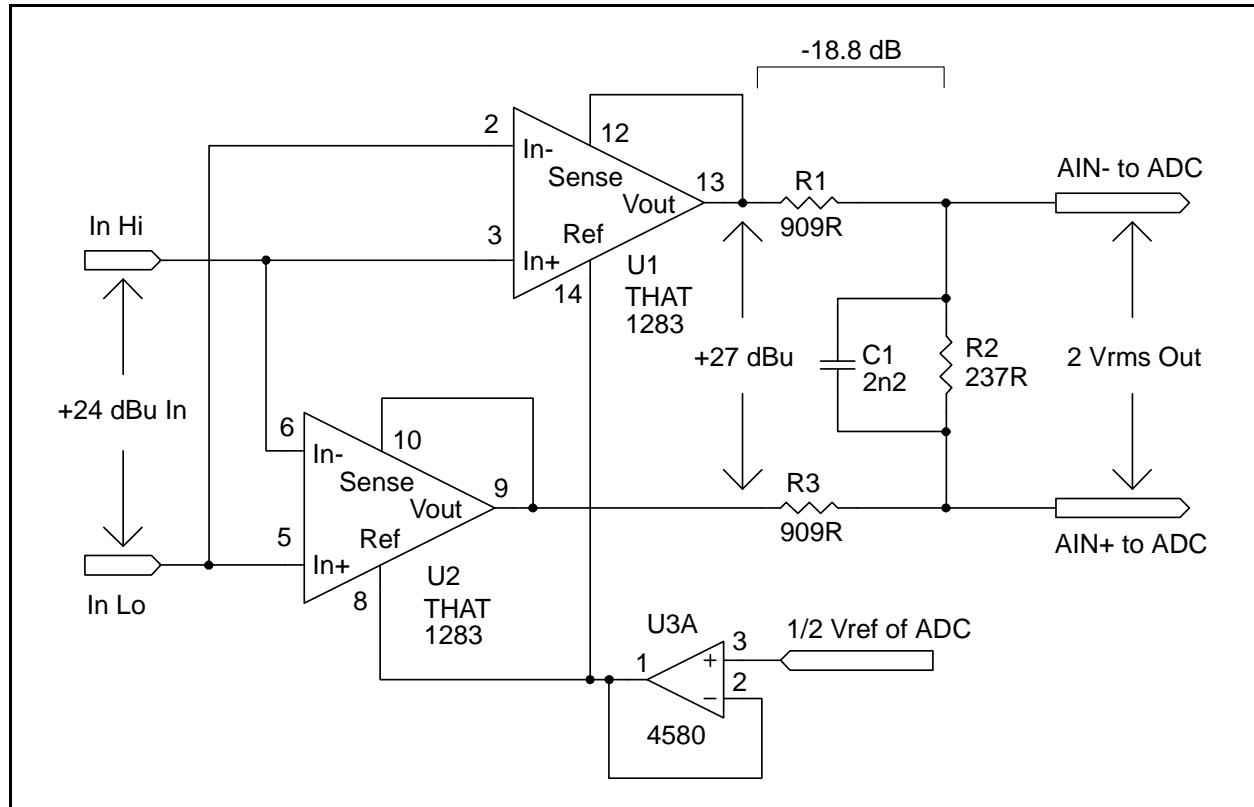 -18.8 dB
2
12
In-
Sense
13
R1
AIN- to ADC
Vout
In Hi
909R
3
Ref
In+
U1
14
THAT
1283
+27 dBu
C1
2n2
R2
237R
2 Vrms Out
+24 dBu In
6
10
In-
Sense
9
R3
Vout
5
909R
Ref
In+
AIN+ to ADC
In Lo
8
U2
THAT
1283
U3A
1/2 Vref of ADC
1
3
+
2
−
4580